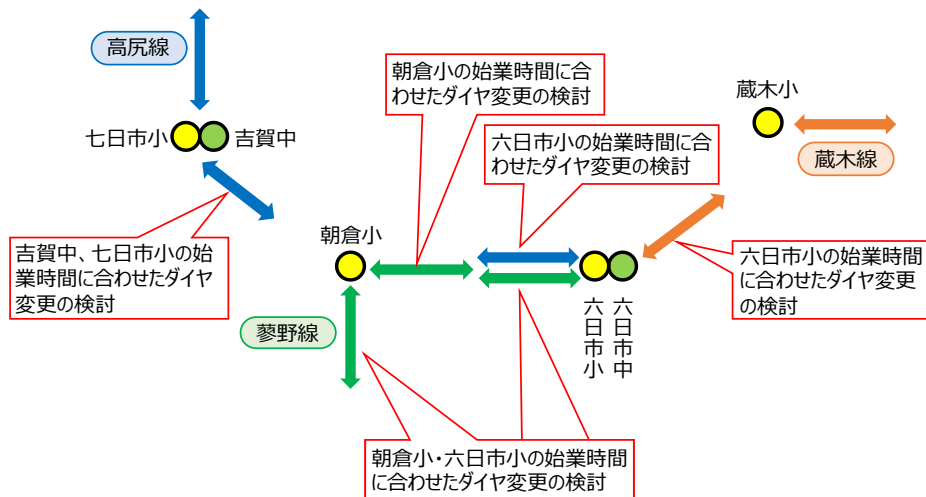 高尻線
七日市小
吉賀中
朝倉小の始業時間に合
わせたダイヤ変更の検討
六日市小の始業時間に合
わせたダイヤ変更の検討
蔵木小
蔵木線
吉賀中、七日市小の始
業時間に合わせたダイヤ
変更の検討
朝倉小
六日市小の始業時間
に合わせたダイヤ変更
の検討
蓼野線
六日市小
六日市中
朝倉小・六日市小の始業時間
に合わせたダイヤ変更の検討